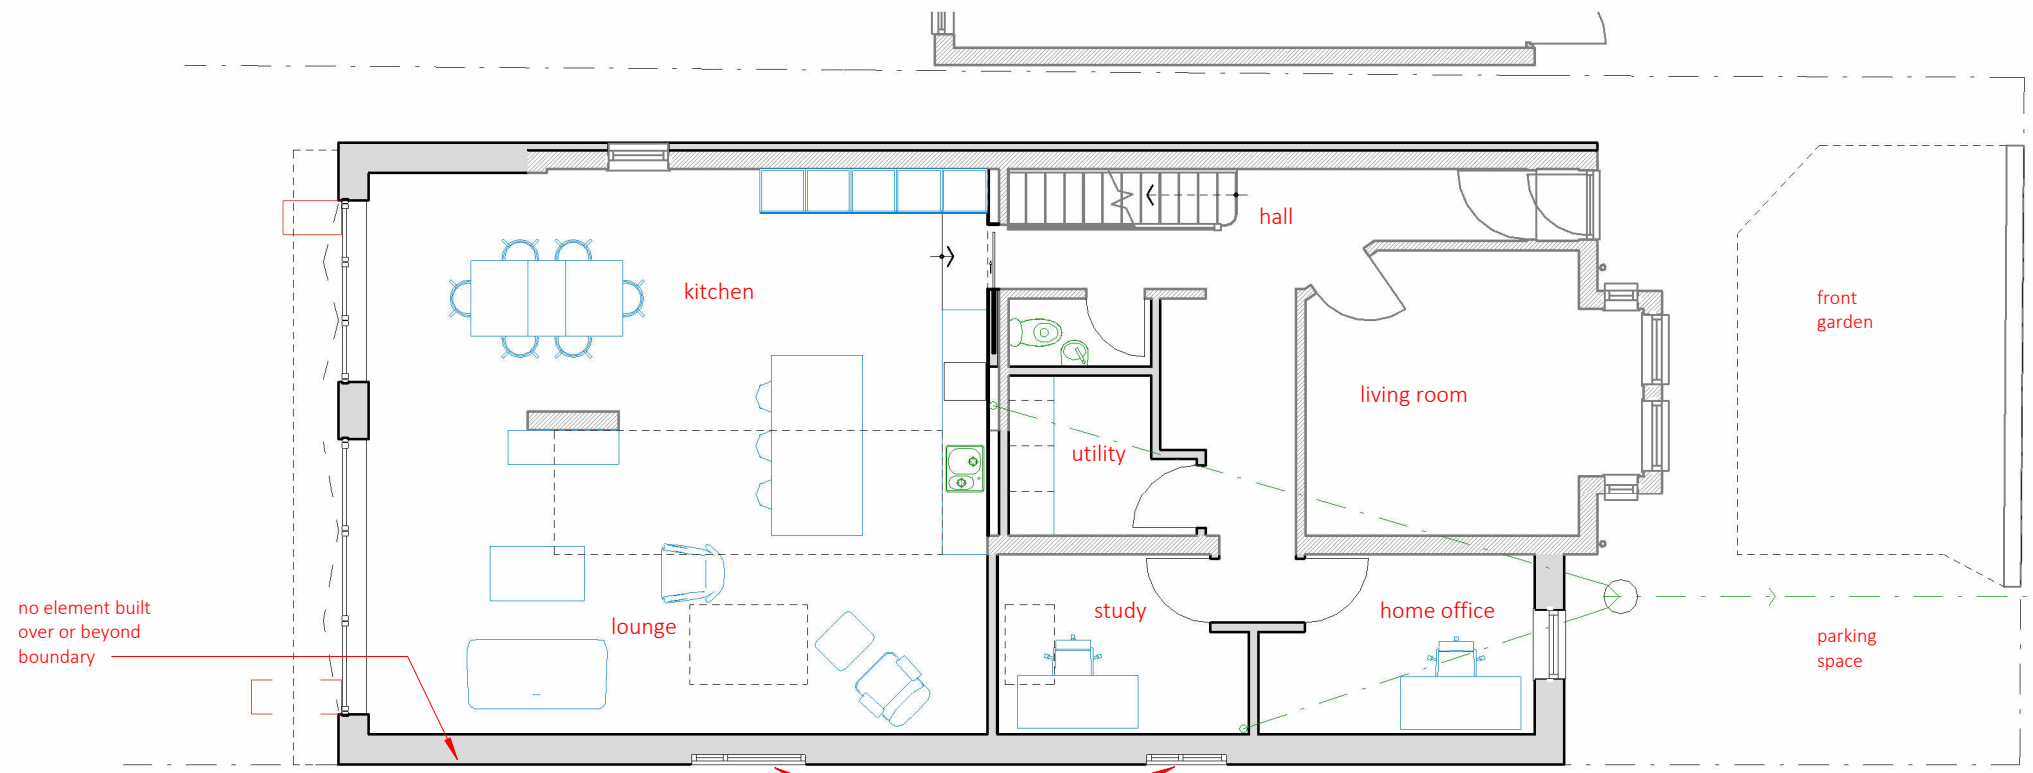 hall
kitchen
front
garden
living room
utility
no element built
over or beyond
boundary
study
home office
lounge
parking
space